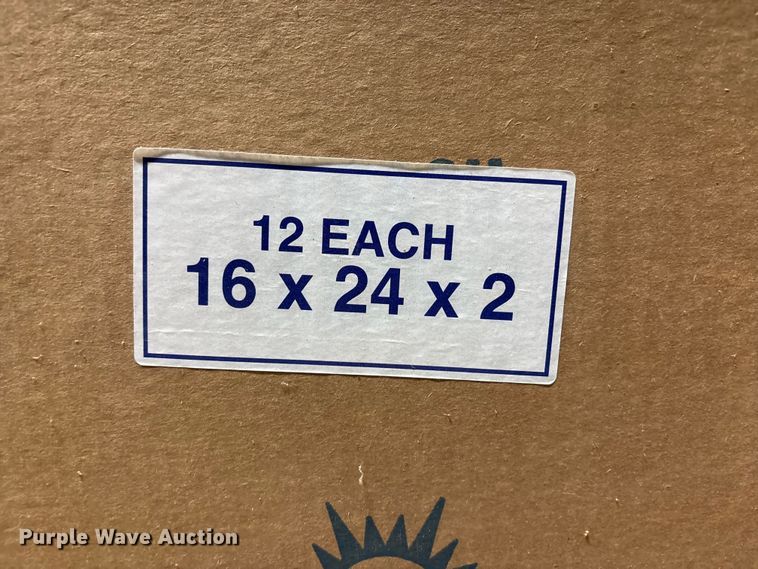 12 EACH
16 x 24 x 2
Purple Wave Auction